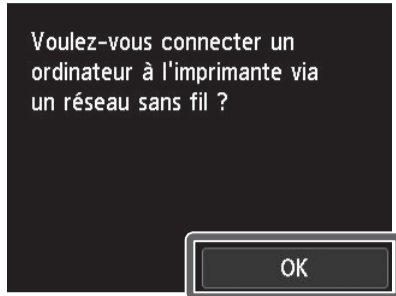 Voulez-vous connecter un
ordinateur à l'imprimante via
un réseau sans fil ?
OK